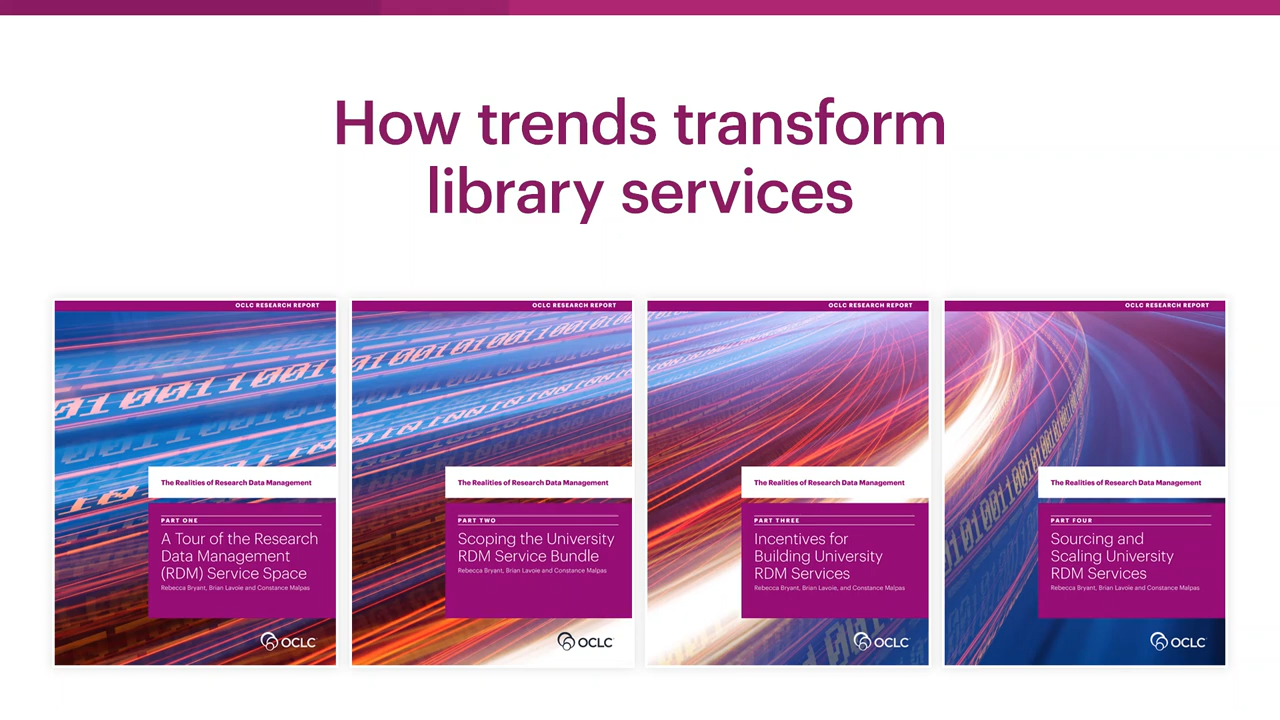 How trends transform
library services
OCLC RESEARCH REPORT
The Realities of Research Data Management
PART ONE
A Tour of the Research
Data Management
(RDM) Service Space
Rebecca Bryant, Brian Lavoie and Constance Malpas
OCLC
OCLC RESEARCH REPORT
The Realities of Research Data Management
PART TWO
Scoping the University
RDM Service Bundle
Rebecca Bryant, Brian Lavoie and Constance Malpas
OCLC
OCLC RESEARCH REPORT
The Realities of Research Data Management
PART THREE
Incentives for
Building University
RDM Services
Rebecca Bryant, Brian Lavoie, and Constance Malpas
OCLC
OCLC RESEARCH REPORT
The Realities of Research Data Management
PART FOUR
Sourcing and
Scaling University
RDM Services
Rebecca Bryant, Brian Lavoie and Constance Malpas
OCLC